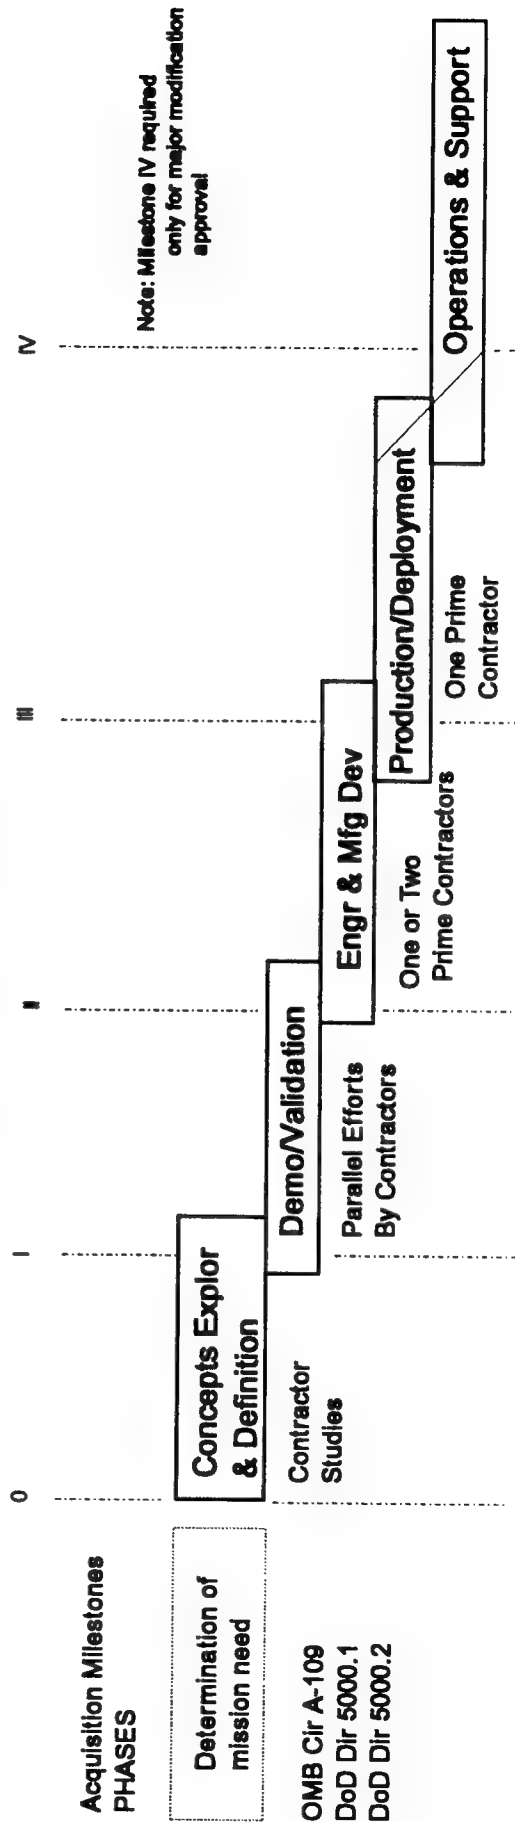 0
I
II
III
IV
Acquisition Milestones
PHASES
Note: Milestone IV required
only for major modification
approval
Determination of
mission need
Concepts Explor
& Definition
Demo/Validation
Engr & Mfg Dev
Production/Deployment
Operations & Support
OMB Cir A-109
DoD Dir 5000.1
DoD Dir 5000.2
Contractor
Studies
Parallel Efforts
By Contractors
One or Two
Prime Contractors
One Prime
Contractor